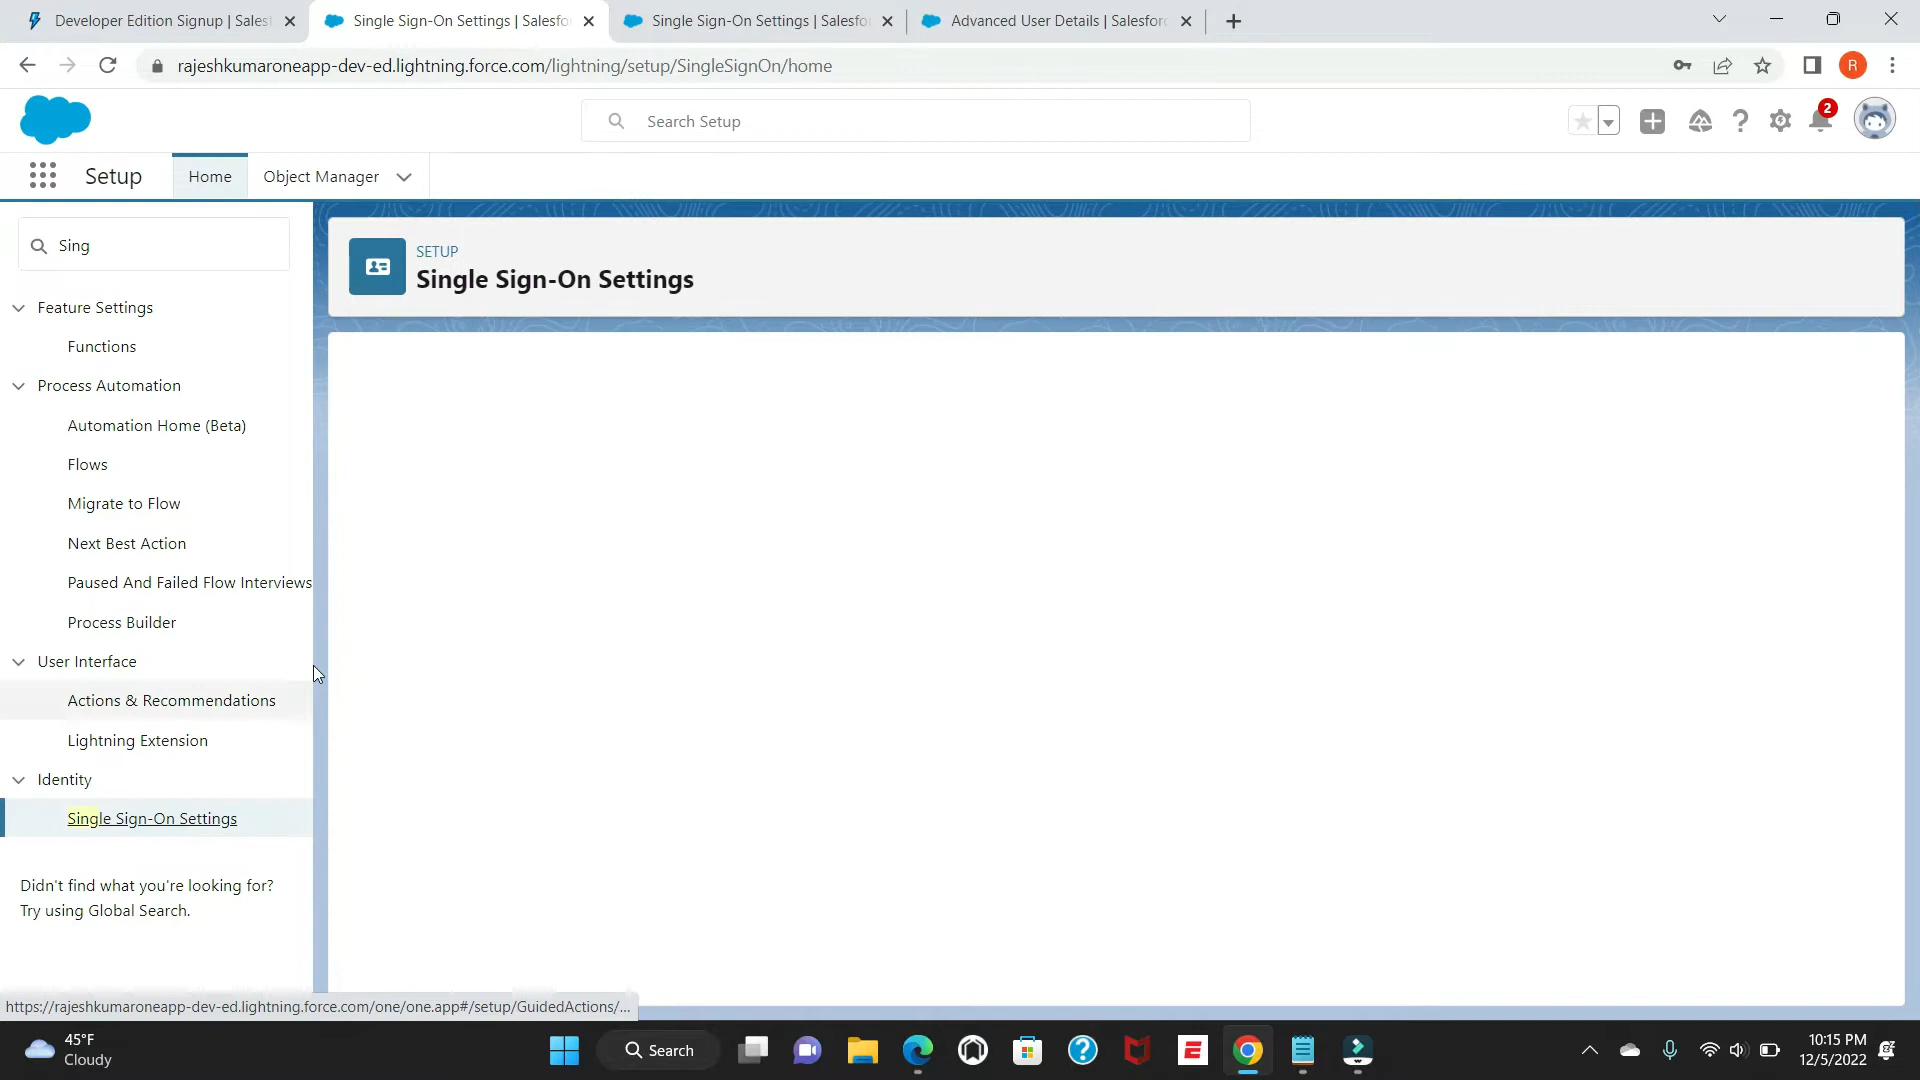 Developer Edition Signup | Sales
Single Sign-On Settings | Salesfo
Single Sign-On Settings | Salesfo
Advanced User Details | Salesforc
rajeshkumaroneapp-dev-ed.lightning.force.com/lightning/setup/SingleSignOn/home
R
Search Setup
2
Setup
Home
Object Manager
Sing
Feature Settings
Functions
Process Automation
Automation Home (Beta)
Flows
Migrate to Flow
Next Best Action
Paused And Failed Flow Interviews
Process Builder
User Interface
Actions & Recommendations
Lightning Extension
Identity
Single Sign-On Settings
Didn't find what you're looking for?
Try using Global Search.
SETUP
Single Sign-On Settings
https://rajeshkumaroneapp-dev-ed.lightning.force.com/one/one.app#/setup/GuidedActions/...
45°F
Cloudy
Search
10:15 PM
12/5/2022